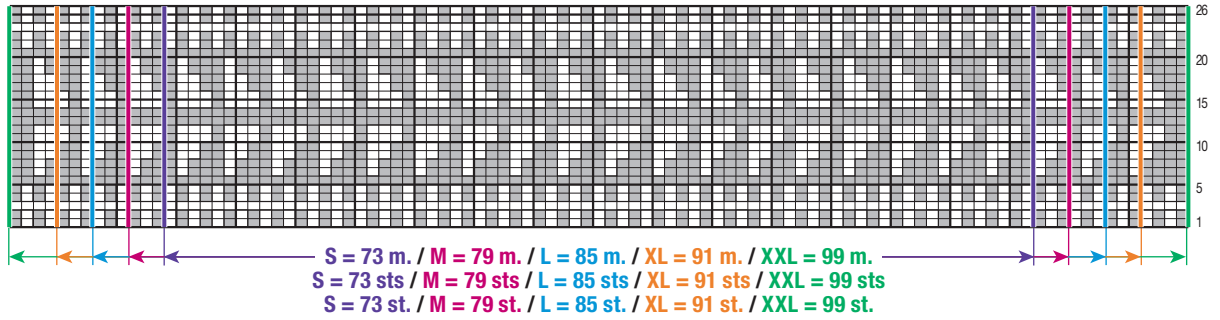 26
20
15
10
5
1
S = 73 m. / M = 79 m. / L = 85 m. / XL = 91 m. / XXL = 99 m.
S = 73 sts / M = 79 sts / L = 85 sts / XL = 91 sts / XXL = 99 sts
S = 73 st. / M = 79 st. / L = 85 st. / XL = 91 st. / XXL = 99 st.